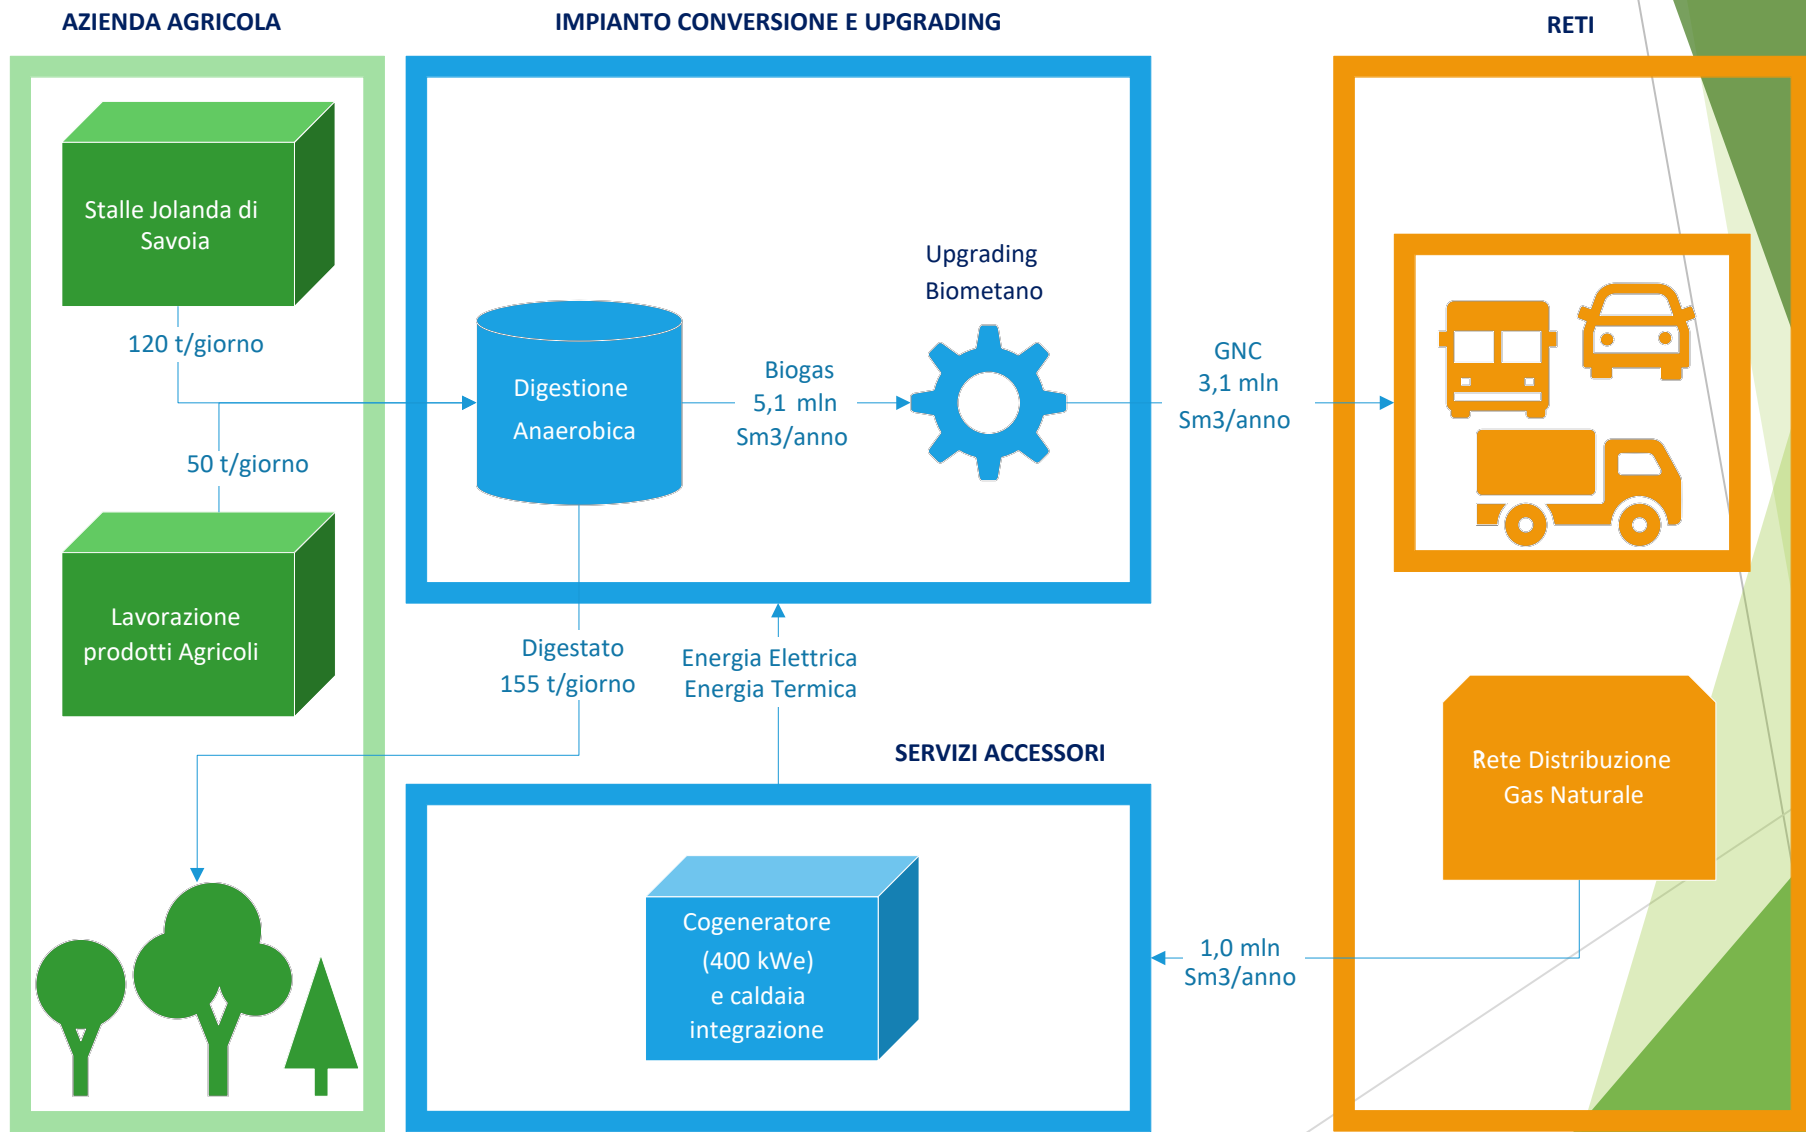 AZIENDA AGRICOLA
IMPIANTO CONVERSIONE E UPGRADING
RETI
Stalle Jolanda di
Savoia
120 t/giorno
50 t/giorno
Lavorazione
prodotti Agricoli
Digestione
Anaerobica
Biogas
5,1 mln
Sm3/anno
Upgrading
Biometano
GNC
3,1 mln
Sm3/anno
Digestato
155 t/giorno
Energia Elettrica
Energia Termica
SERVIZI ACCESSORI
Cogeneratore
(400 kWe)
e caldaia
integrazione
Rete Distribuzione
Gas Naturale
1,0 mln
Sm3/anno